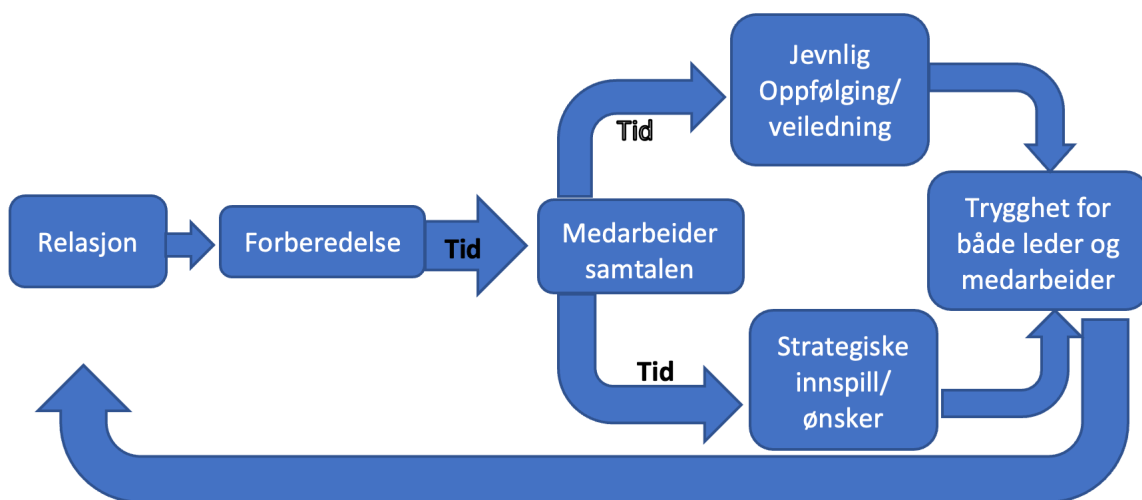 Relasjon
Forberedelse
Tid
Medarbeider
samtalen
Tid
Jevnlig
Oppfølging/
veiledning
Tid
Strategiske
innspill/
ønsker
Trygghet for
både leder og
medarbeider